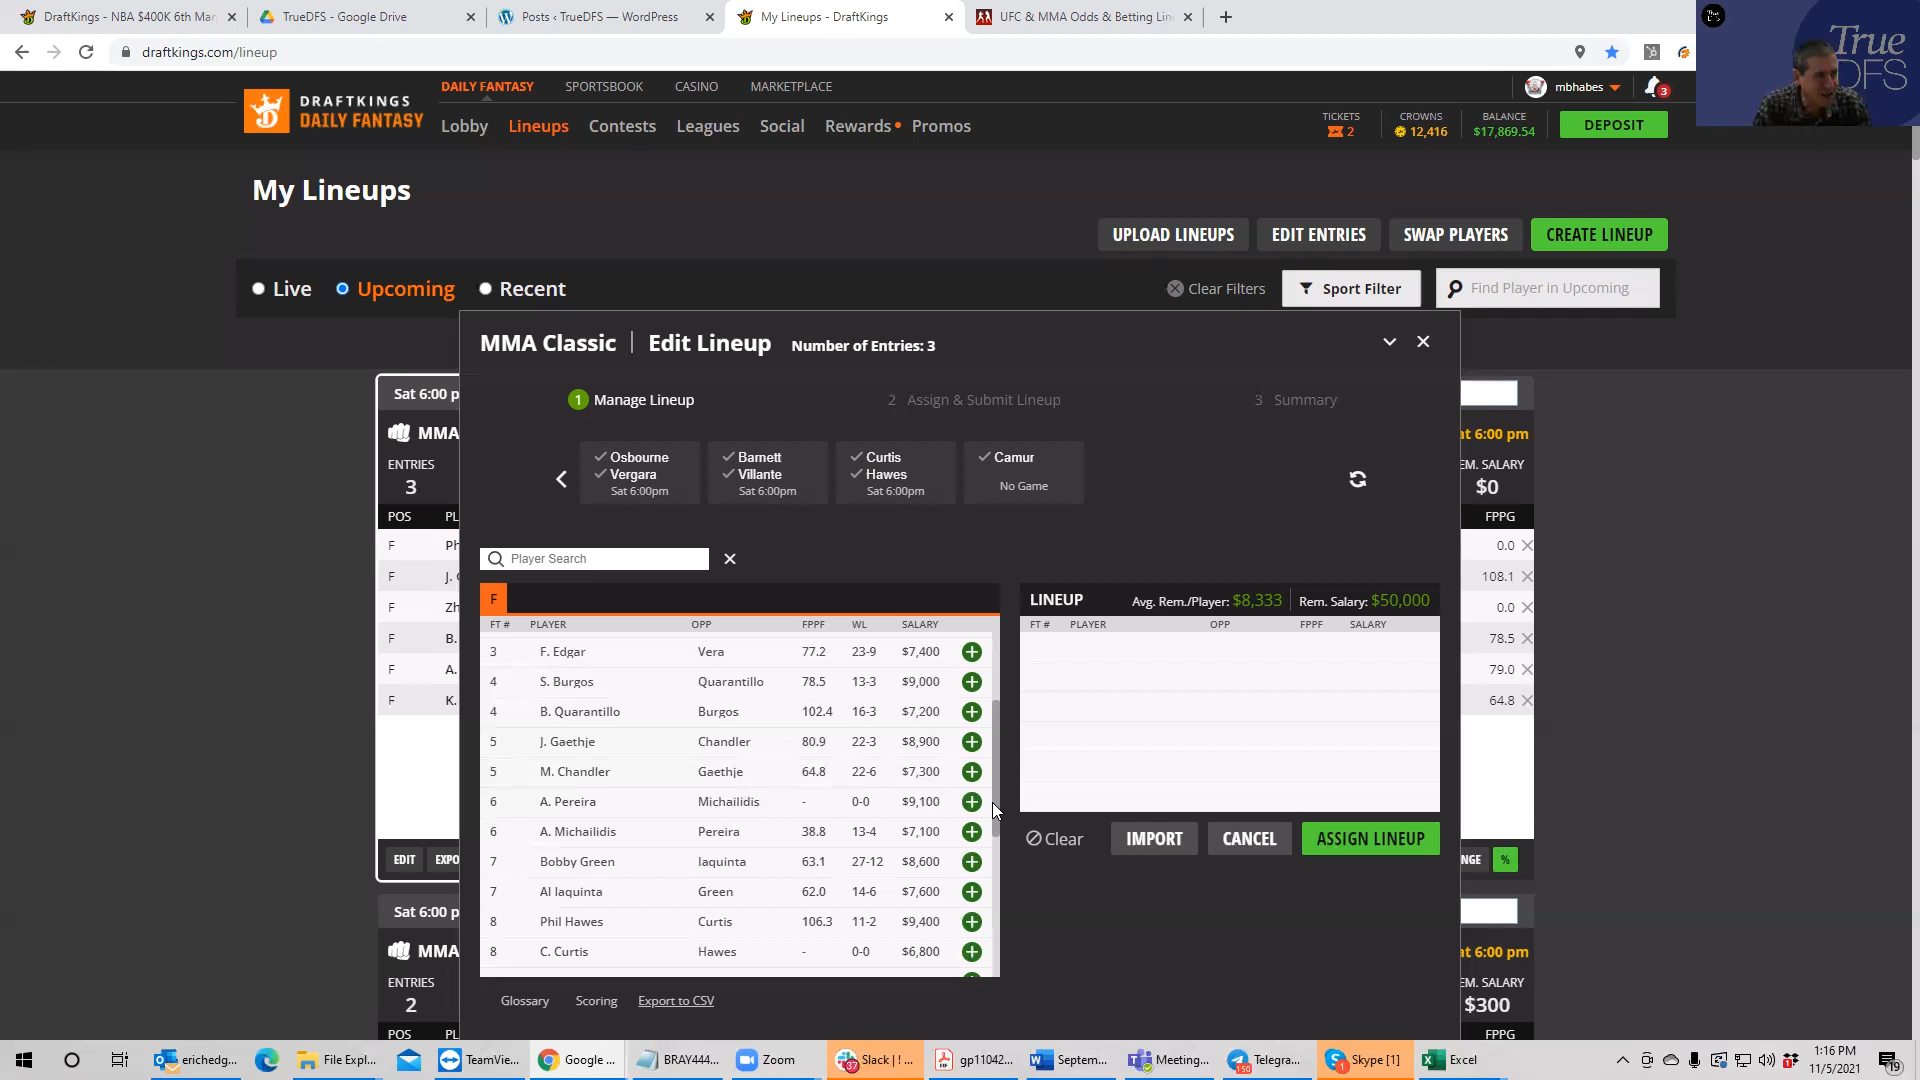 DraftKings - NBA $400K 6th Mar
TrueDFS - Google Drive
Posts ‹ TrueDFS — WordPress
My Lineups - DraftKings
UFC & MMA Odds & Betting Lin
draftkings.com/lineup
True DFS
DRAFTKINGS DAILY FANTASY
DAILY FANTASY SPORTSBOOK CASINO MARKETPLACE
mbhabes 3
Lobby Lineups Contests Leagues Social Rewards Promos
TICKETS 2
CROWNS 12,416
BALANCE $17,869.54
DEPOSIT
My Lineups
UPLOAD LINEUPS EDIT ENTRIES SWAP PLAYERS CREATE LINEUP
Live Upcoming Recent
Clear Filters Sport Filter Find Player in Upcoming
MMA Classic | Edit Lineup Number of Entries: 3
1 Manage Lineup 2 Assign & Submit Lineup 3 Summary
Osbourne Vergara Sat 6:00pm
Barnett Villante Sat 6:00pm
Curtis Hawes Sat 6:00pm
Camur No Game
Player Search
F
FT # PLAYER OPP FPPF WL SALARY
3 F. Edgar Vera 77.2 23-9 $7,400
4 S. Burgos Quarantillo 78.5 13-3 $9,000
4 B. Quarantillo Burgos 102.4 16-3 $7,200
5 J. Gaethje Chandler 80.9 22-3 $8,900
5 M. Chandler Gaethje 64.8 22-6 $7,300
6 A. Pereira Michailidis - 0-0 $9,100
6 A. Michailidis Pereira 38.8 13-4 $7,100
7 Bobby Green Iaquinta 63.1 27-12 $8,600
7 Al Iaquinta Green 62.0 14-6 $7,600
8 Phil Hawes Curtis 106.3 11-2 $9,400
8 C. Curtis Hawes - 0-0 $6,800
Glossary Scoring Export to CSV
LINEUP Avg. Rem./Player: $8,333 Rem. Salary: $50,000
FT # PLAYER OPP FPPF SALARY
Clear IMPORT CANCEL ASSIGN LINEUP
Sat 6:00 p
MMA
ENTRIES
3
POS PL
F Ph
F J.
F Zh
F B.
F A.
F K.
EDIT EXPO
Sat 6:00 p
MMA
ENTRIES
2
POS PL
at 6:00 pm
EM. SALARY
$0
FPPG
0.0
108.1
0.0
78.5
79.0
64.8
NGE %
at 6:00 pm
EM. SALARY
$300
FPPG
erichedg...
File Expl...
TeamVie...
Google ...
BRAY444...
Zoom
37 Slack | ! ...
gp11042...
Septem...
Meeting...
150 Telegra...
1 Skype [1]
Excel
1:16 PM
11/5/2021
19